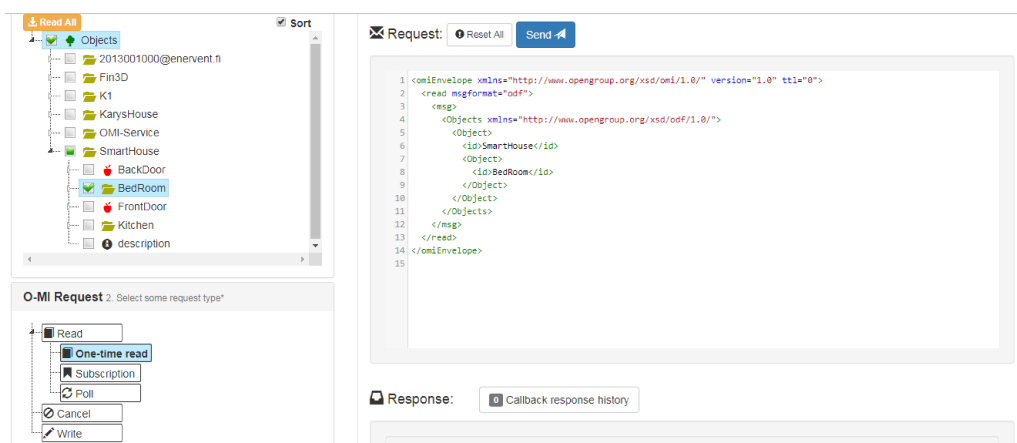 Read All
Sort
Objects
2013001000@enervent.fi
Fin3D
K1
KarysHouse
OMI-Service
SmartHouse
BackDoor
BedRoom
FrontDoor
Kitchen
description
O-MI Request 2. Select some request type*
Read
One-time read
Subscription
Poll
Cancel
Write
Request: Reset All Send
1 <omiEnvelope xmlns="http://www.opengroup.org/xsd/omi/1.0/" version="1.0" ttl="0">
2 <read msgformat="odf">
3 <msg>
4 <Objects xmlns="http://www.opengroup.org/xsd/odf/1.0/">
5 <Object>
6 <id>SmartHouse</id>
7 <Object>
8 <id>BedRoom</id>
9 </Object>
10 </Object>
11 </Objects>
12 </msg>
13 </read>
14 </omiEnvelope>
15
Response: 0 Callback response history